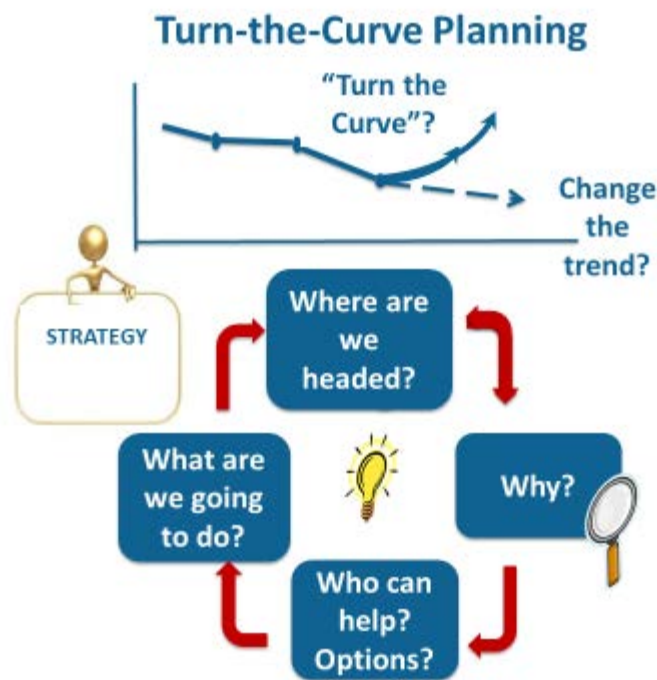 Turn-the-Curve Planning
“Turn the
Curve”?
Change
the
trend?
STRATEGY
Where are
we
headed?
Why?
Who can
help?
Options?
What are
we going
to do?